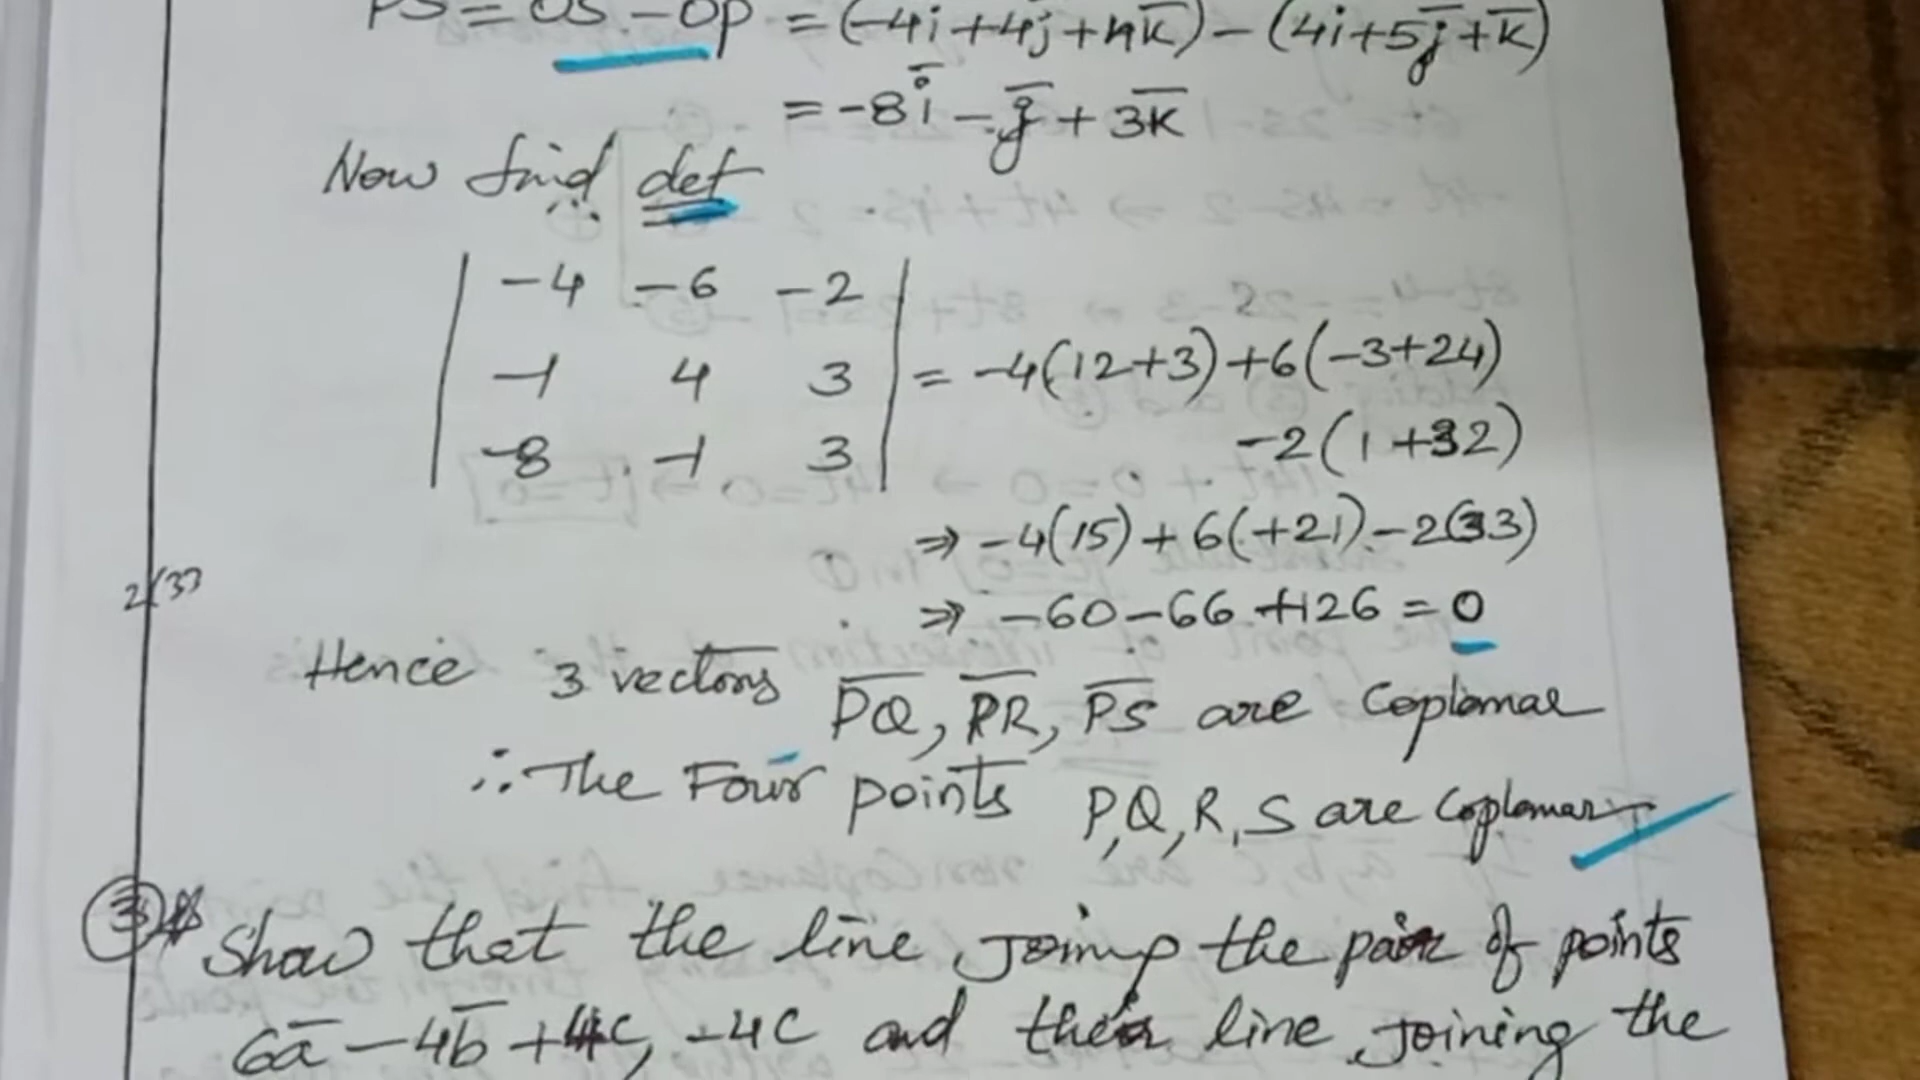 PS = OS - OP = (-4i + 4j + 4k̅) - (4i + 5j̅ + k̅)
= -8i̅ - j̅ + 3k̅
Now find det
| -4 -6 -2 |
| -1 4 3 | = -4(12+3) + 6(-3+24)
-2(1+32)
| -8 -1 3 |
⇒ -4(15) + 6(+21) - 2(33)
2(33
⇒ -60 - 66 + 126 = 0
Hence 3 vectors P̅Q̅, P̅R̅, P̅S̅ are Coplanar
∴ The Four points P, Q, R, S are Coplanar
③ Show that the line joining the pair of points
6a̅ - 4b̅ + 4c, -4c and the line joining the